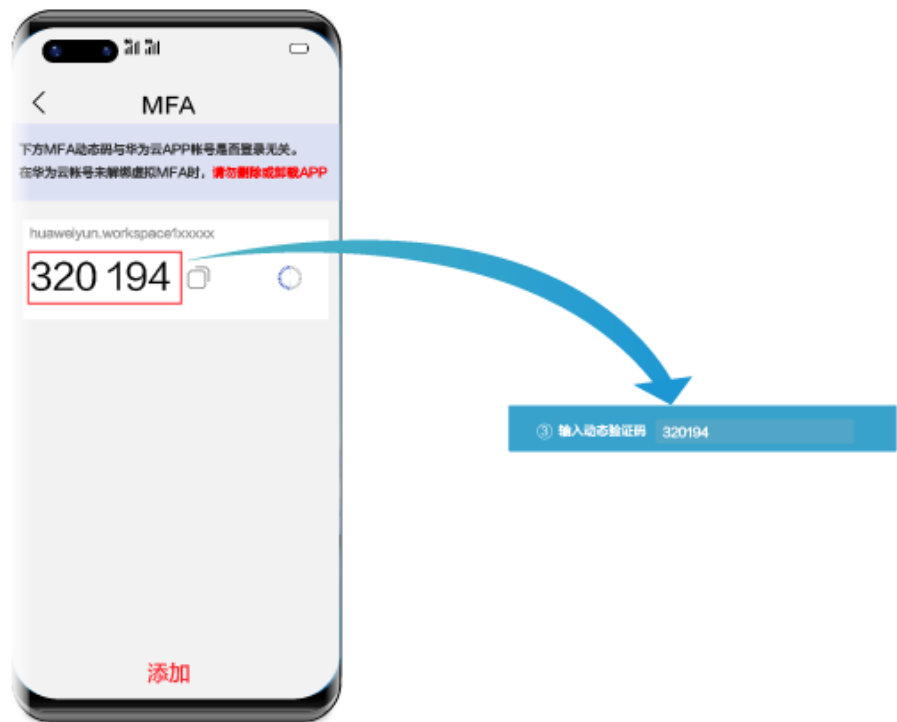 MFA
下方MFA动态码与华为云APP帐号是否登录无关。
在华为云帐号未解绑虚拟MFA时，请勿删除或卸载APP
huaweiyun.workspace1xxxxx
320 194
③ 输入动态验证码 320194
添加